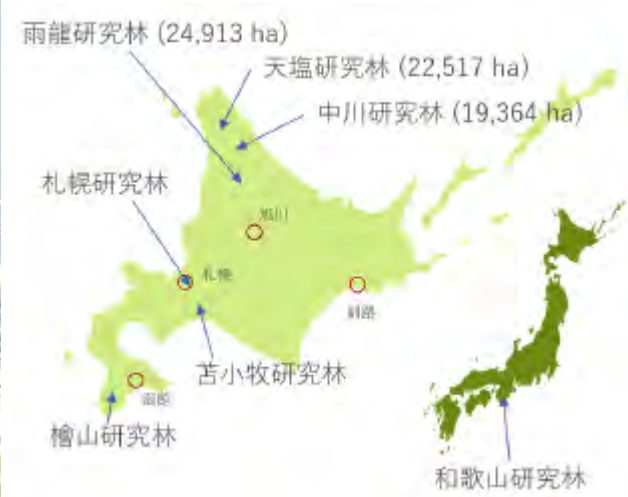 雨龍研究林 (24,913 ha)
天塩研究林 (22,517 ha)
中川研究林 (19,364 ha)
札幌研究林
旭川
札幌
釧路
苫小牧研究林
函館
檜山研究林
和歌山研究林